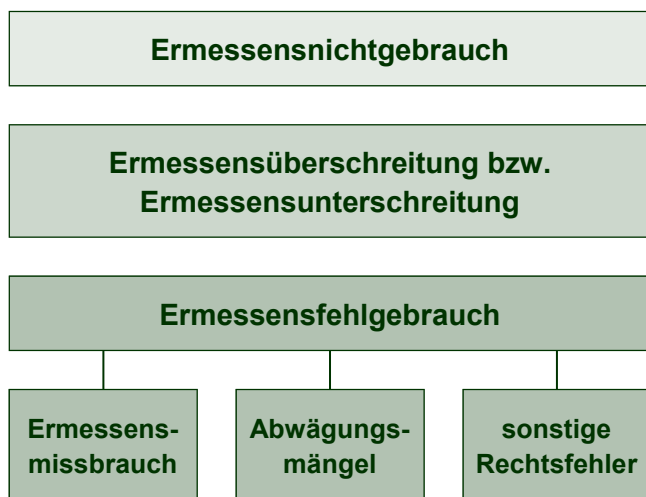 Ermessensnichtgebrauch
Ermessensüberschreitung bzw.
Ermessensunterschreitung
Ermessensfehlgebrauch
Ermessens-
missbrauch
Abwägungs-
mängel
sonstige
Rechtsfehler